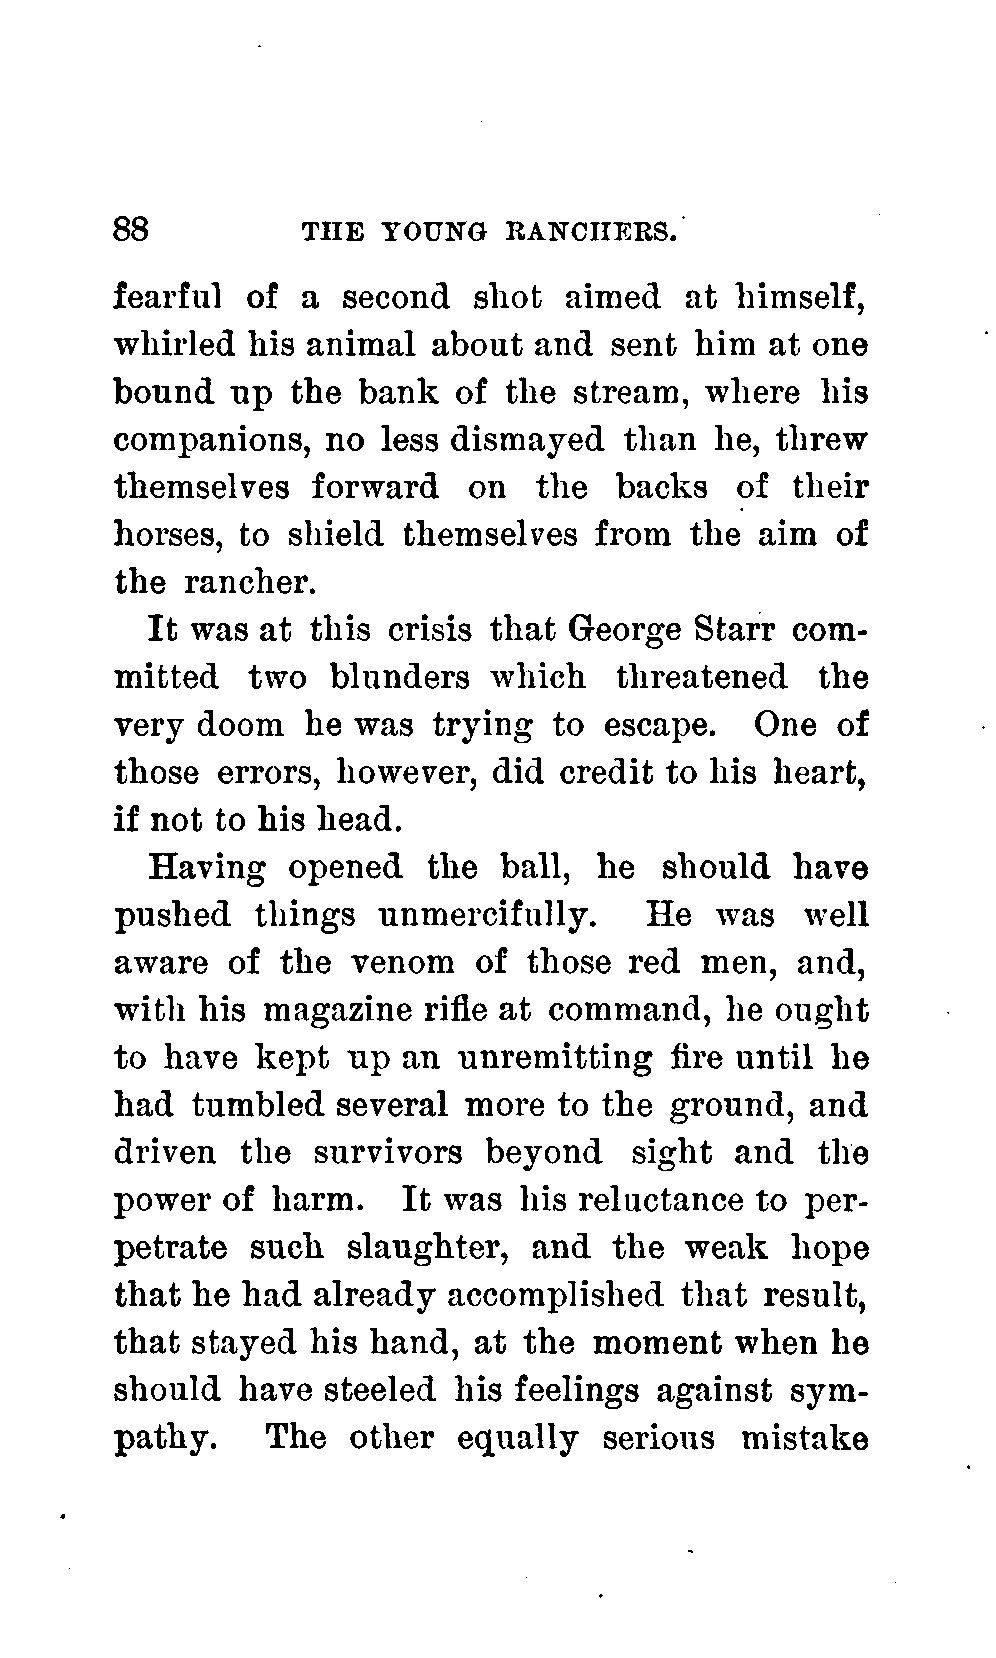 88 THE YOUNG RANCHERS.
fearful of a second shot aimed at himself,
whirled his animal about and sent him at one
bound up the bank of the stream, where his
companions, no less dismayed than he, threw
themselves forward on the backs of their
horses, to shield themselves from the aim of
the rancher.
It was at this crisis that George Starr com-
mitted two blunders which threatened the
very doom he was trying to escape. One of
those errors, however, did credit to his heart,
if not to his head.
Having opened the ball, he should have
pushed things unmercifully. He was well
aware of the venom of those red men, and,
with his magazine rifle at command, he ought
to have kept up an unremitting fire until he
had tumbled several more to the ground, and
driven the survivors beyond sight and the
power of harm. It was his reluctance to per-
petrate such slaughter, and the weak hope
that he had already accomplished that result,
that stayed his hand, at the moment when he
should have steeled his feelings against sym-
pathy. The other equally serious mistake